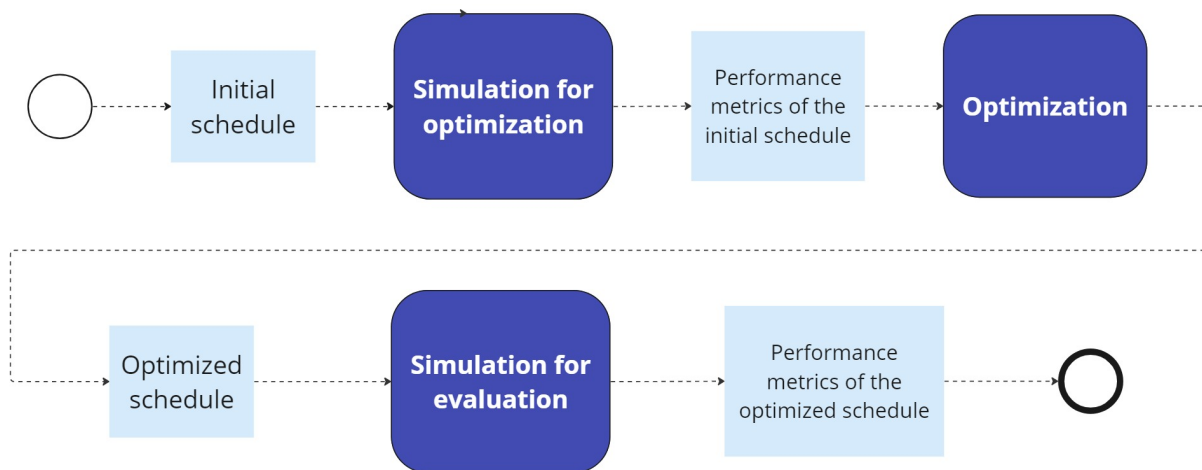 Initial
schedule
Simulation for
optimization
Performance
metrics of the
initial schedule
Optimization
Optimized
schedule
Simulation for
evaluation
Performance
metrics of the
optimized schedule